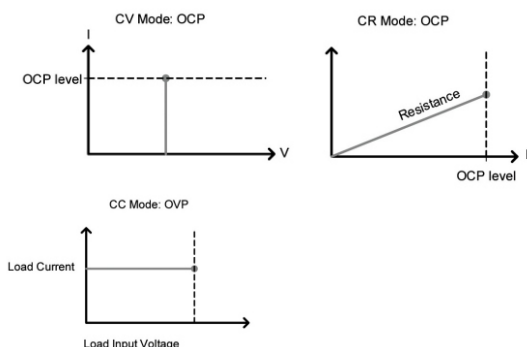 CV Mode: OCP
I
OCP level
V
CR Mode: OCP
Resistance
I
OCP level
CC Mode: OVP
Load Current
Load Input Voltage